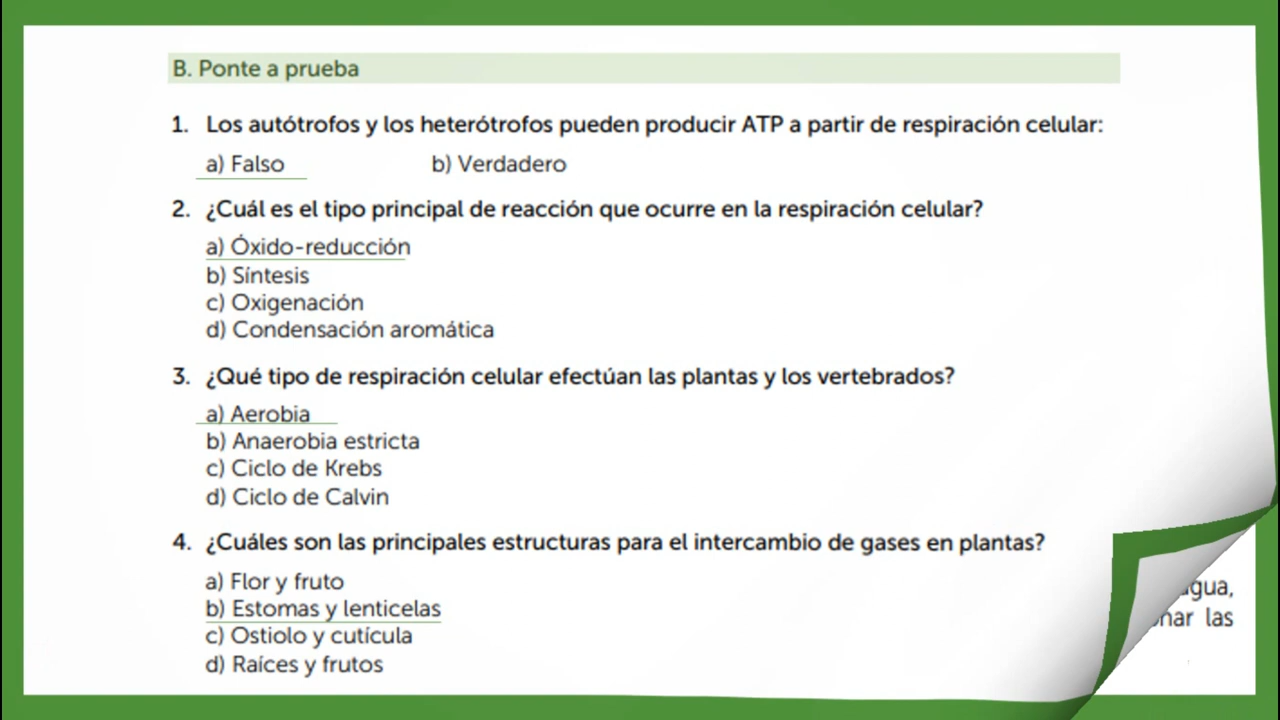 B. Ponte a prueba
1. Los autótrofos y los heterótrofos pueden producir ATP a partir de respiración celular:
a) Falso b) Verdadero
2. ¿Cuál es el tipo principal de reacción que ocurre en la respiración celular?
a) Óxido-reducción
b) Síntesis
c) Oxigenación
d) Condensación aromática
3. ¿Qué tipo de respiración celular efectúan las plantas y los vertebrados?
a) Aerobia
b) Anaerobia estricta
c) Ciclo de Krebs
d) Ciclo de Calvin
4. ¿Cuáles son las principales estructuras para el intercambio de gases en plantas?
a) Flor y fruto
b) Estomas y lenticelas
c) Ostiolo y cutícula
d) Raíces y frutos
las